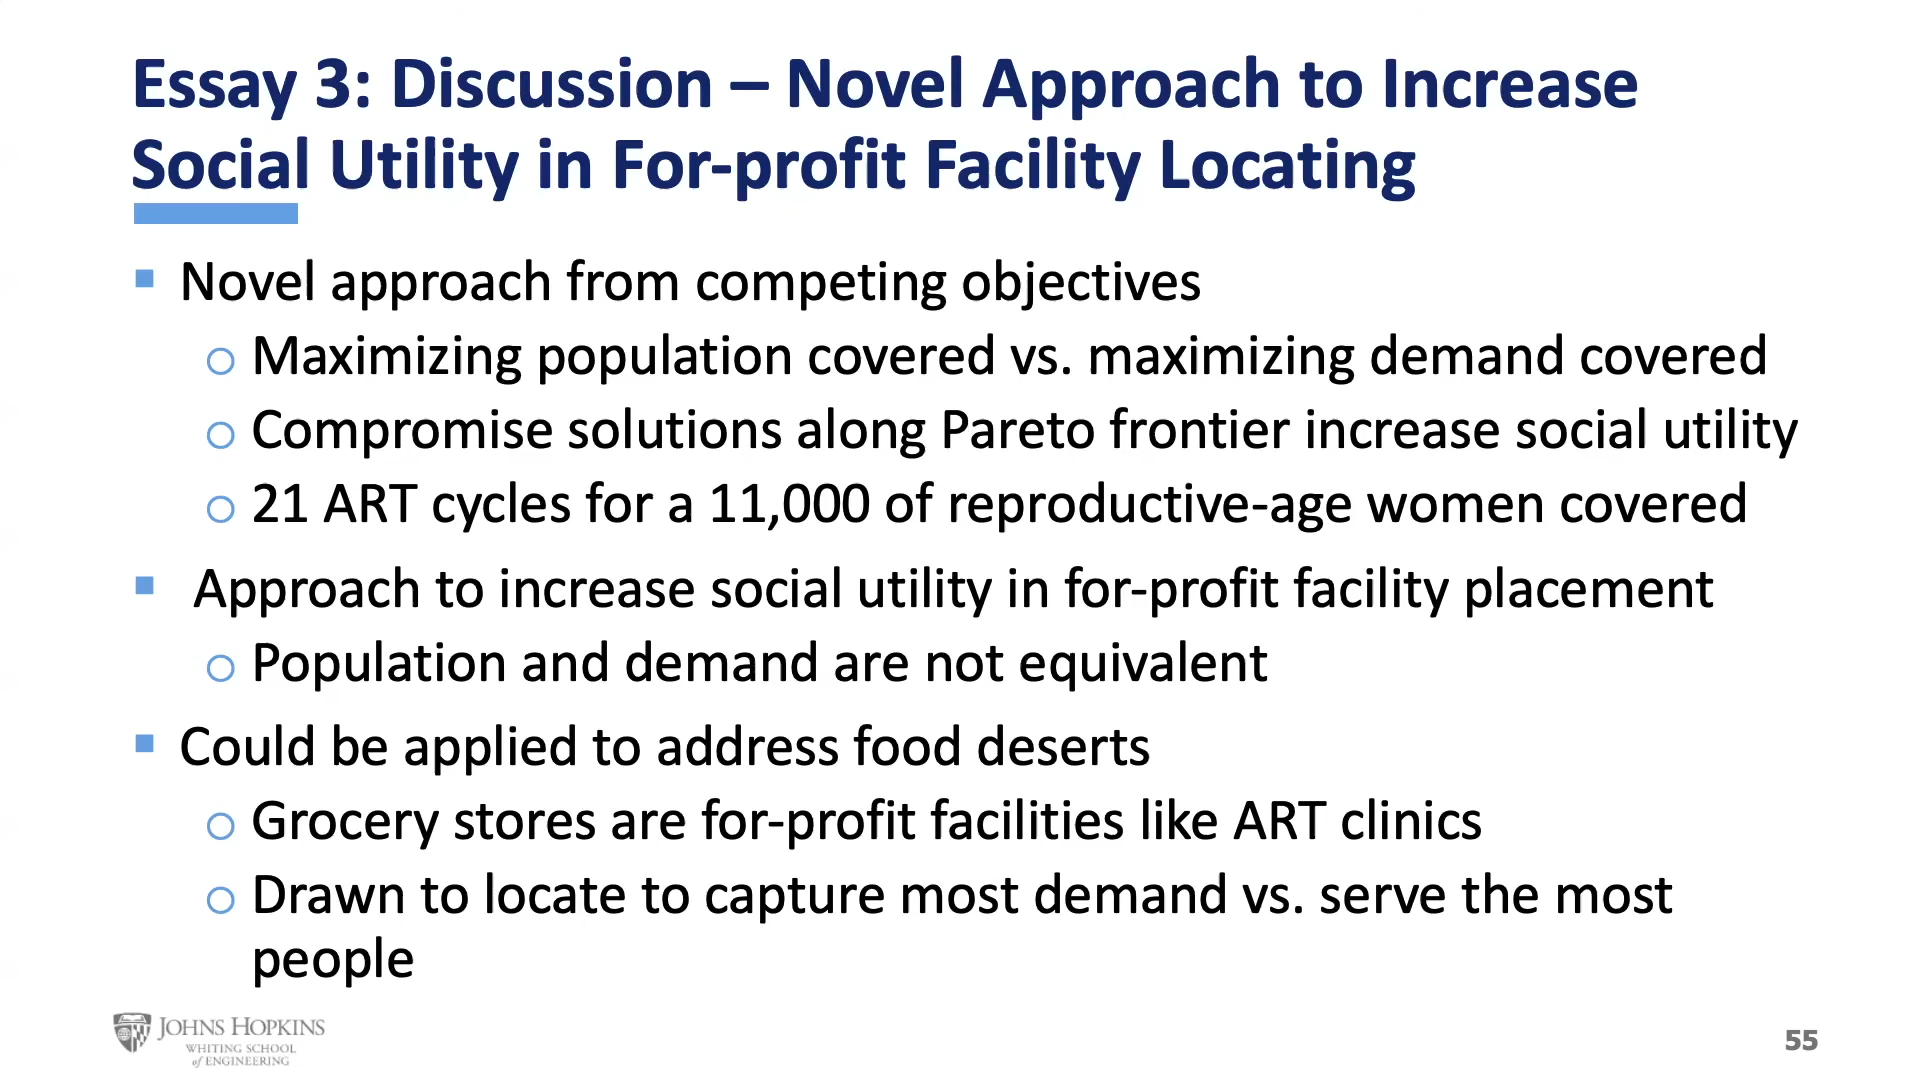 Essay 3: Discussion – Novel Approach to Increase
Social Utility in For-profit Facility Locating
Novel approach from competing objectives
Maximizing population covered vs. maximizing demand covered
Compromise solutions along Pareto frontier increase social utility
21 ART cycles for a 11,000 of reproductive-age women covered
Approach to increase social utility in for-profit facility placement
Population and demand are not equivalent
Could be applied to address food deserts
Grocery stores are for-profit facilities like ART clinics
Drawn to locate to capture most demand vs. serve the most
people
JOHNS HOPKINS
WHITING SCHOOL
of ENGINEERING
55